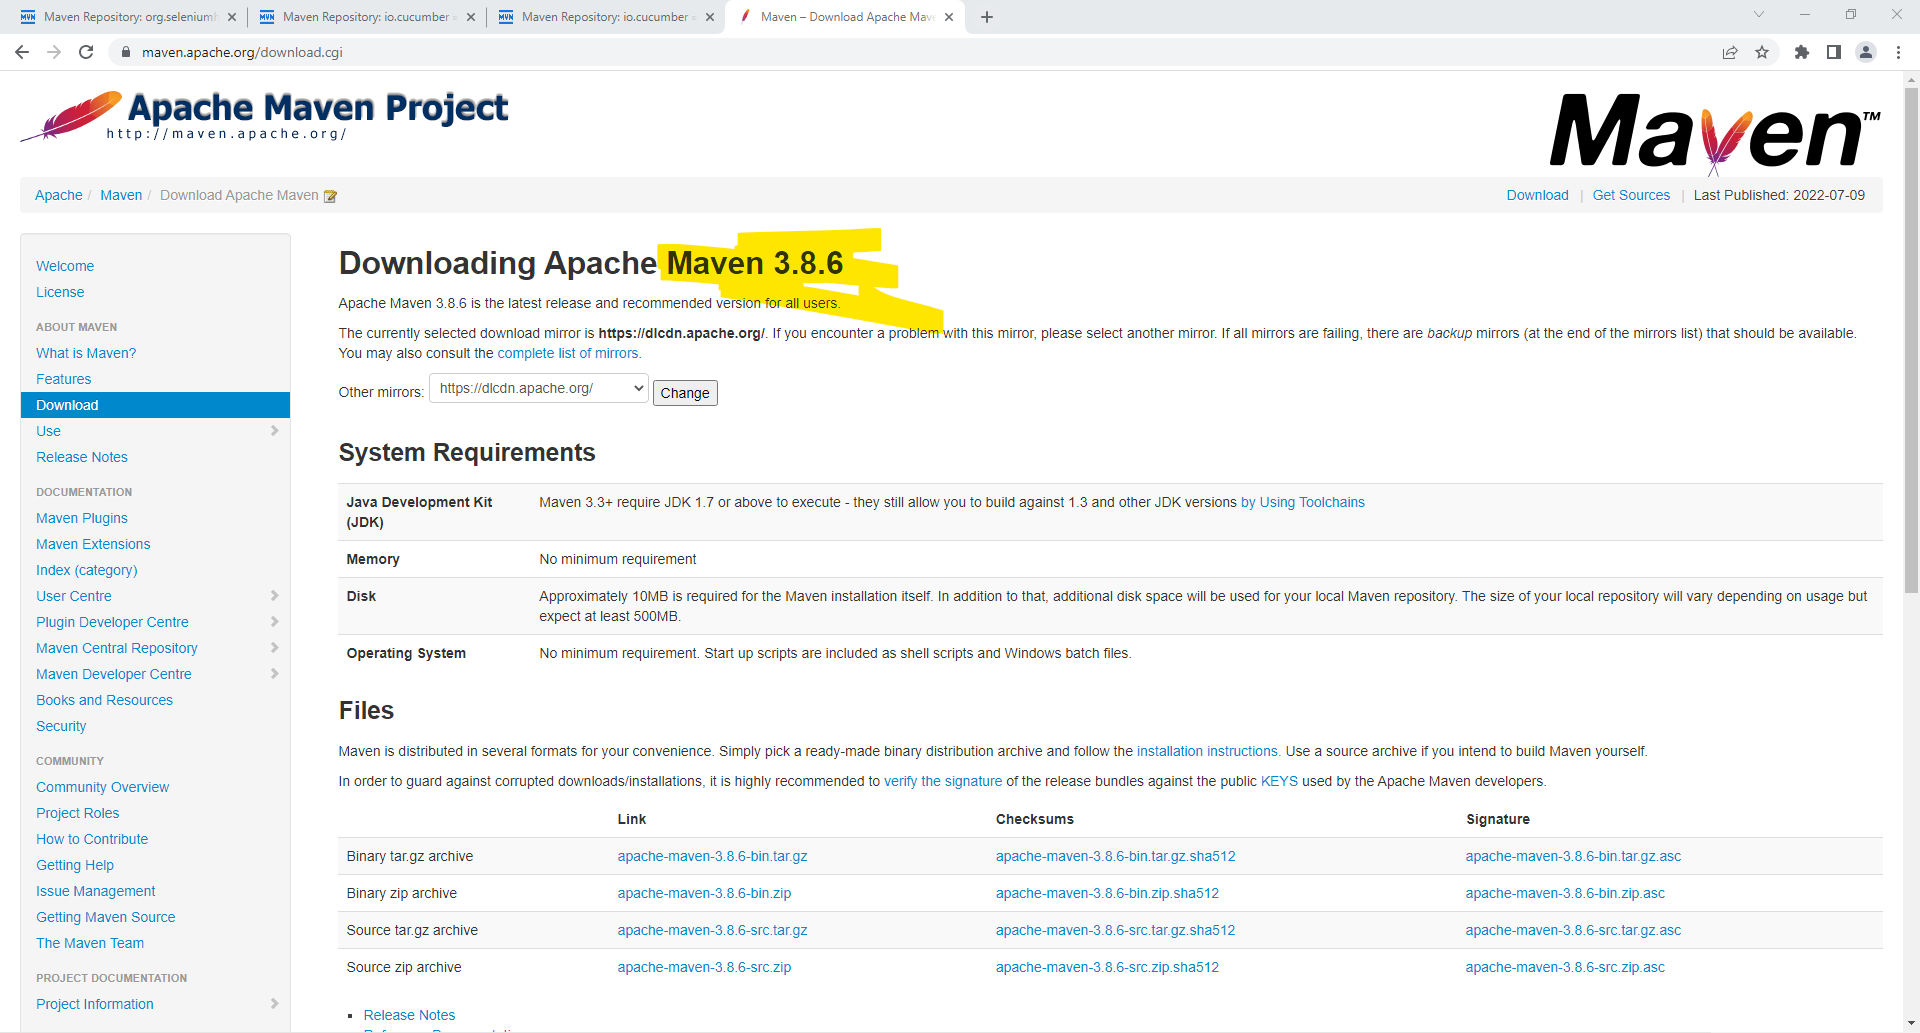 Maven Repository: org.seleniumh
Maven Repository: io.cucumber »
Maven Repository: io.cucumber »
Maven – Download Apache Mave
maven.apache.org/download.cgi
Apache Maven Project
http://maven.apache.org/
Maven™
Apache / Maven / Download Apache Maven
Download | Get Sources | Last Published: 2022-07-09
Welcome
License
ABOUT MAVEN
What is Maven?
Features
Download
Use
Release Notes
DOCUMENTATION
Maven Plugins
Maven Extensions
Index (category)
User Centre
Plugin Developer Centre
Maven Central Repository
Maven Developer Centre
Books and Resources
Security
COMMUNITY
Community Overview
Project Roles
How to Contribute
Getting Help
Issue Management
Getting Maven Source
The Maven Team
PROJECT DOCUMENTATION
Project Information
Downloading Apache Maven 3.8.6
Apache Maven 3.8.6 is the latest release and recommended version for all users.
The currently selected download mirror is https://dlcdn.apache.org/. If you encounter a problem with this mirror, please select another mirror. If all mirrors are failing, there are backup mirrors (at the end of the mirrors list) that should be available.
You may also consult the complete list of mirrors.
Other mirrors: https://dlcdn.apache.org/ Change
System Requirements
Java Development Kit (JDK)
Maven 3.3+ require JDK 1.7 or above to execute - they still allow you to build against 1.3 and other JDK versions by Using Toolchains
Memory
No minimum requirement
Disk
Approximately 10MB is required for the Maven installation itself. In addition to that, additional disk space will be used for your local Maven repository. The size of your local repository will vary depending on usage but
expect at least 500MB.
Operating System
No minimum requirement. Start up scripts are included as shell scripts and Windows batch files.
Files
Maven is distributed in several formats for your convenience. Simply pick a ready-made binary distribution archive and follow the installation instructions. Use a source archive if you intend to build Maven yourself.
In order to guard against corrupted downloads/installations, it is highly recommended to verify the signature of the release bundles against the public KEYS used by the Apache Maven developers.
Link Checksums Signature
Binary tar.gz archive apache-maven-3.8.6-bin.tar.gz apache-maven-3.8.6-bin.tar.gz.sha512 apache-maven-3.8.6-bin.tar.gz.asc
Binary zip archive apache-maven-3.8.6-bin.zip apache-maven-3.8.6-bin.zip.sha512 apache-maven-3.8.6-bin.zip.asc
Source tar.gz archive apache-maven-3.8.6-src.tar.gz apache-maven-3.8.6-src.tar.gz.sha512 apache-maven-3.8.6-src.tar.gz.asc
Source zip archive apache-maven-3.8.6-src.zip apache-maven-3.8.6-src.zip.sha512 apache-maven-3.8.6-src.zip.asc
Release Notes